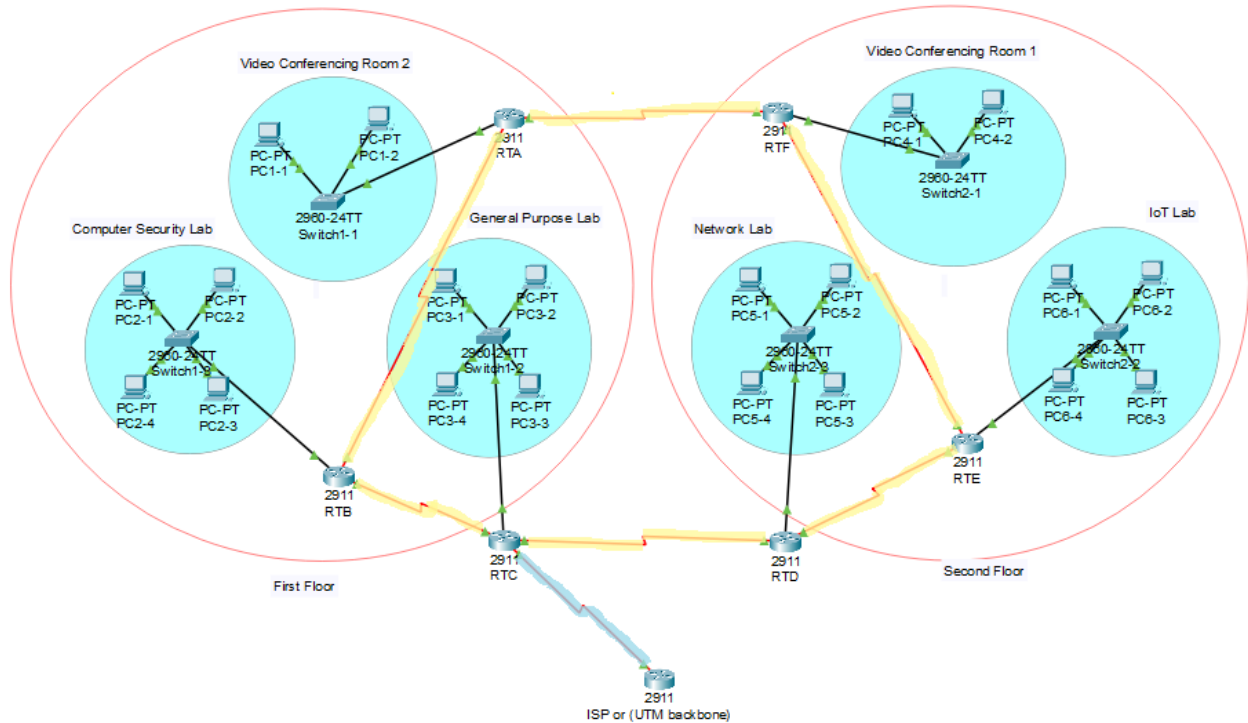 Video Conferencing Room 2
PC-PT
PC1-1
PC-PT
PC1-2
2960-24TT
Switch1-1
Computer Security Lab
PC-PT
PC2-1
PC-PT
PC2-2
2960-24TT
Switch1-3
PC-PT
PC2-4
PC-PT
PC2-3
General Purpose Lab
PC-PT
PC3-1
PC-PT
PC3-2
2960-24TT
Switch1-2
PC-PT
PC3-4
PC-PT
PC3-3
2911
RTA
2911
RTB
2911
RTC
First Floor
Video Conferencing Room 1
PC-PT
PC4-1
PC-PT
PC4-2
2960-24TT
Switch2-1
291
RTF
Network Lab
PC-PT
PC5-1
PC-PT
PC5-2
2960-24TT
Switch2-3
PC-PT
PC5-4
PC-PT
PC5-3
IoT Lab
PC-PT
PC6-1
PC-PT
PC6-2
2960-24TT
Switch2-2
PC-PT
PC6-4
PC-PT
PC6-3
2911
RTE
2911
RTD
Second Floor
2911
ISP or (UTM backbone)